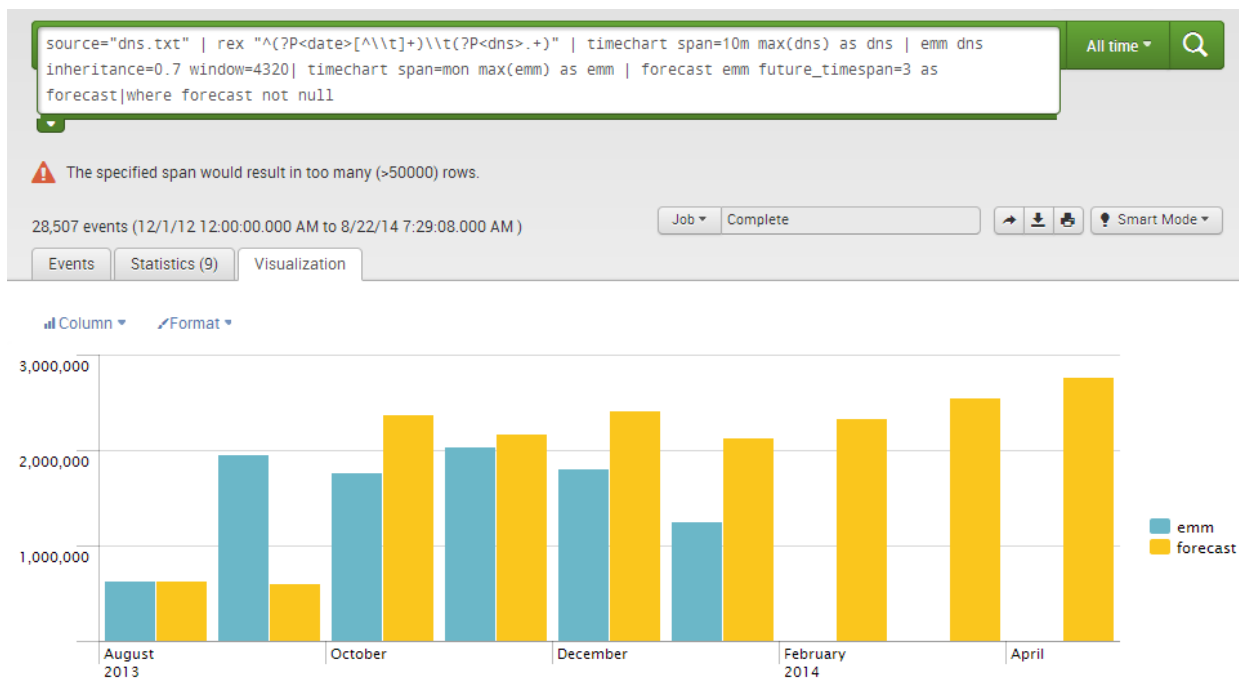 source="dns.txt" | rex "^(?P<date>[^\\t]+)\\t(?P<dns>.+)" | timechart span=10m max(dns) as dns | emm dns
inheritance=0.7 window=4320| timechart span=mon max(emm) as emm | forecast emm future_timespan=3 as
forecast|where forecast not null
All time
The specified span would result in too many (>50000) rows.
28,507 events (12/1/12 12:00:00.000 AM to 8/22/14 7:29:08.000 AM )
Job
Complete
Smart Mode
Events
Statistics (9)
Visualization
Column
Format
3,000,000
2,000,000
1,000,000
emm
forecast
August
2013
October
December
February
2014
April